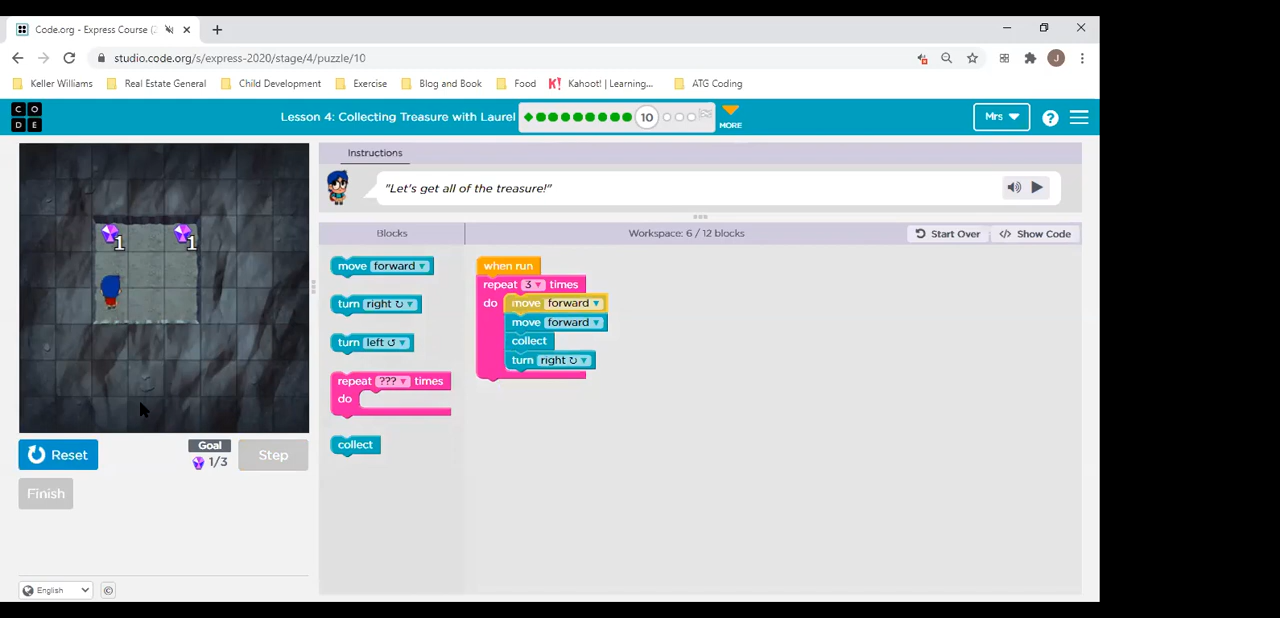 Code.org - Express Course (2
studio.code.org/s/express-2020/stage/4/puzzle/10
J
Keller Williams Real Estate General Child Development Exercise Blog and Book Food K! Kahoot! | Learning... ATG Coding
C O
D E
Lesson 4: Collecting Treasure with Laurel 10 MORE Mrs ?
Instructions
"Let's get all of the treasure!"
Blocks Workspace: 6 / 12 blocks Start Over </> Show Code
1 1
move forward
turn right
turn left
repeat ??? times
do
collect
when run
repeat 3 times
do move forward
move forward
collect
turn right
Reset Goal Step
1/3
Finish
English ©